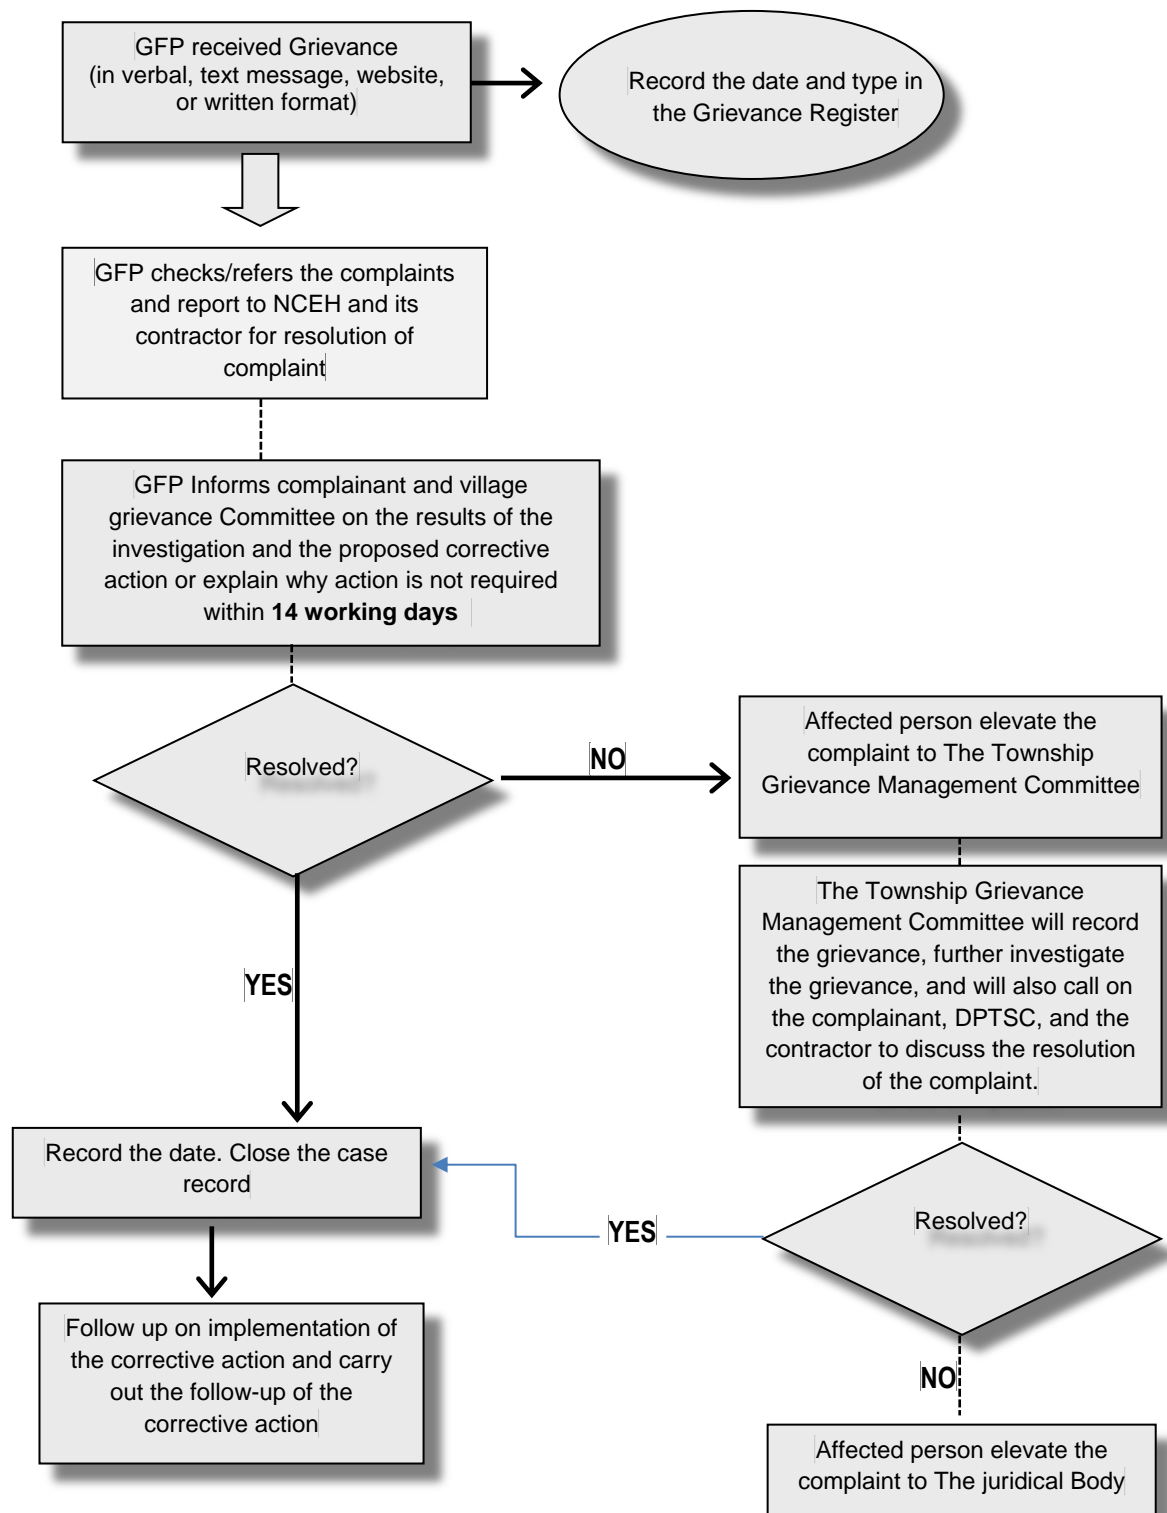 GFP received Grievance
(in verbal, text message, website,
or written format)
Record the date and type in
the Grievance Register
GFP checks/refers the complaints
and report to NCEH and its
contractor for resolution of
complaint
GFP Informs complainant and village
grievance Committee on the results of the
investigation and the proposed corrective
action or explain why action is not required
within 14 working days
Resolved?
NO
Affected person elevate the
complaint to The Township
Grievance Management Committee
The Township Grievance
Management Committee will record
the grievance, further investigate
the grievance, and will also call on
the complainant, DPTSC, and the
contractor to discuss the resolution
of the complaint.
YES
Record the date. Close the case
record
YES
Resolved?
Follow up on implementation of
the corrective action and carry
out the follow-up of the
corrective action
NO
Affected person elevate the
complaint to The juridical Body